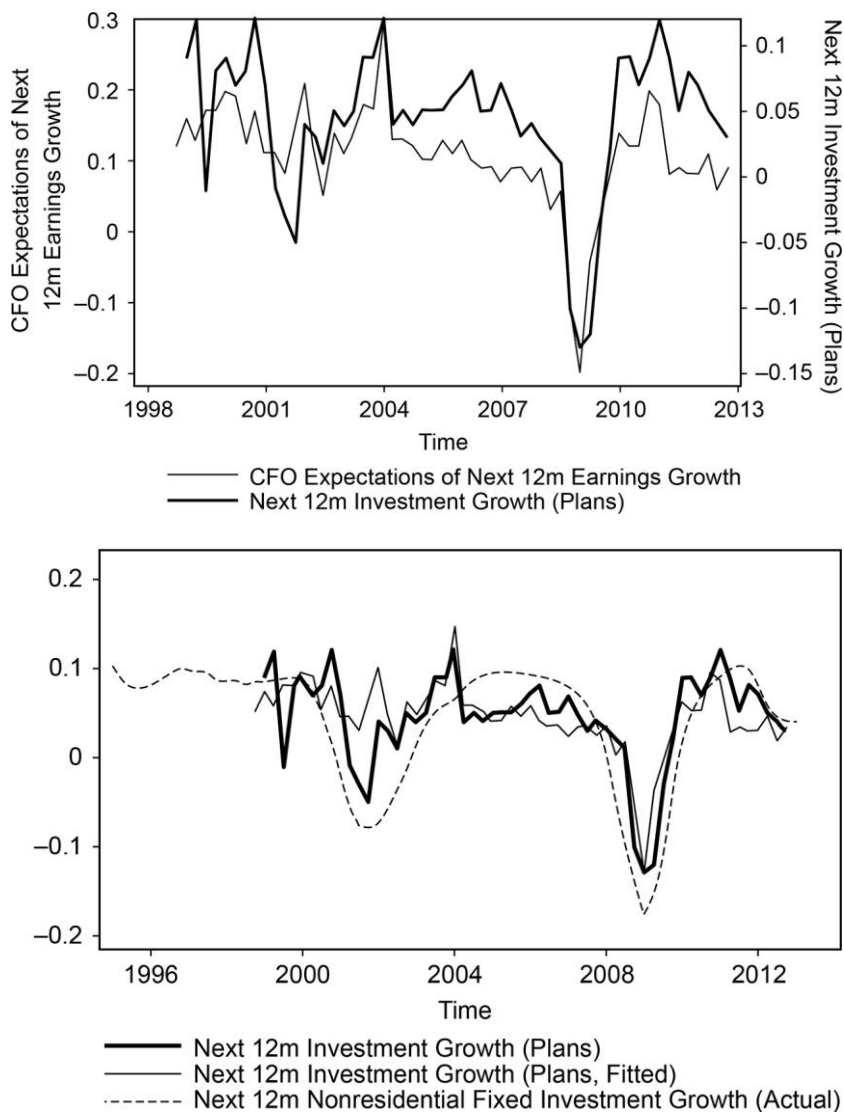 CFO Expectations of Next
12m Earnings Growth
0.3
0.2
0.1
0
–0.1
–0.2
0.1
0.05
0
-0.05
–0.1
–0.15
Next 12m Investment
Growth (Plans)
1998
2001
2004
2007
2010
2013
Time
CFO Expectations of Next 12m Earnings Growth
Next 12m Investment Growth (Plans)
0.2
0.1
0
–0.1
–0.2
1996
2000
2004
2008
2012
Time
Next 12m Investment Growth (Plans)
Next 12m Investment Growth (Plans, Fitted)
Next 12m Nonresidential Fixed Investment Growth (Actual)